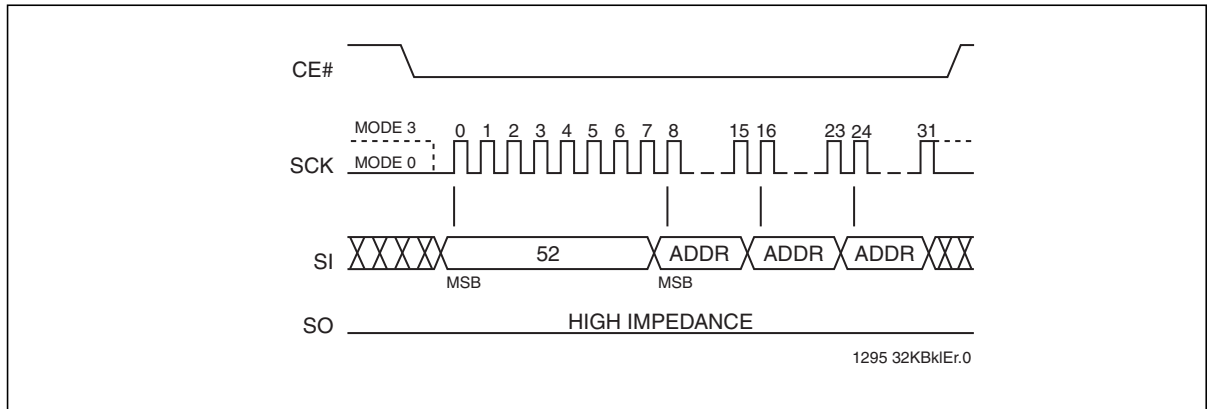 CE#
MODE 3
0 1 2 3 4 5 6 7 8 15 16 23 24 31
SCK MODE 0
SI 52 ADDR ADDR ADDR
MSB MSB
SO HIGH IMPEDANCE
1295 32KBklEr.0